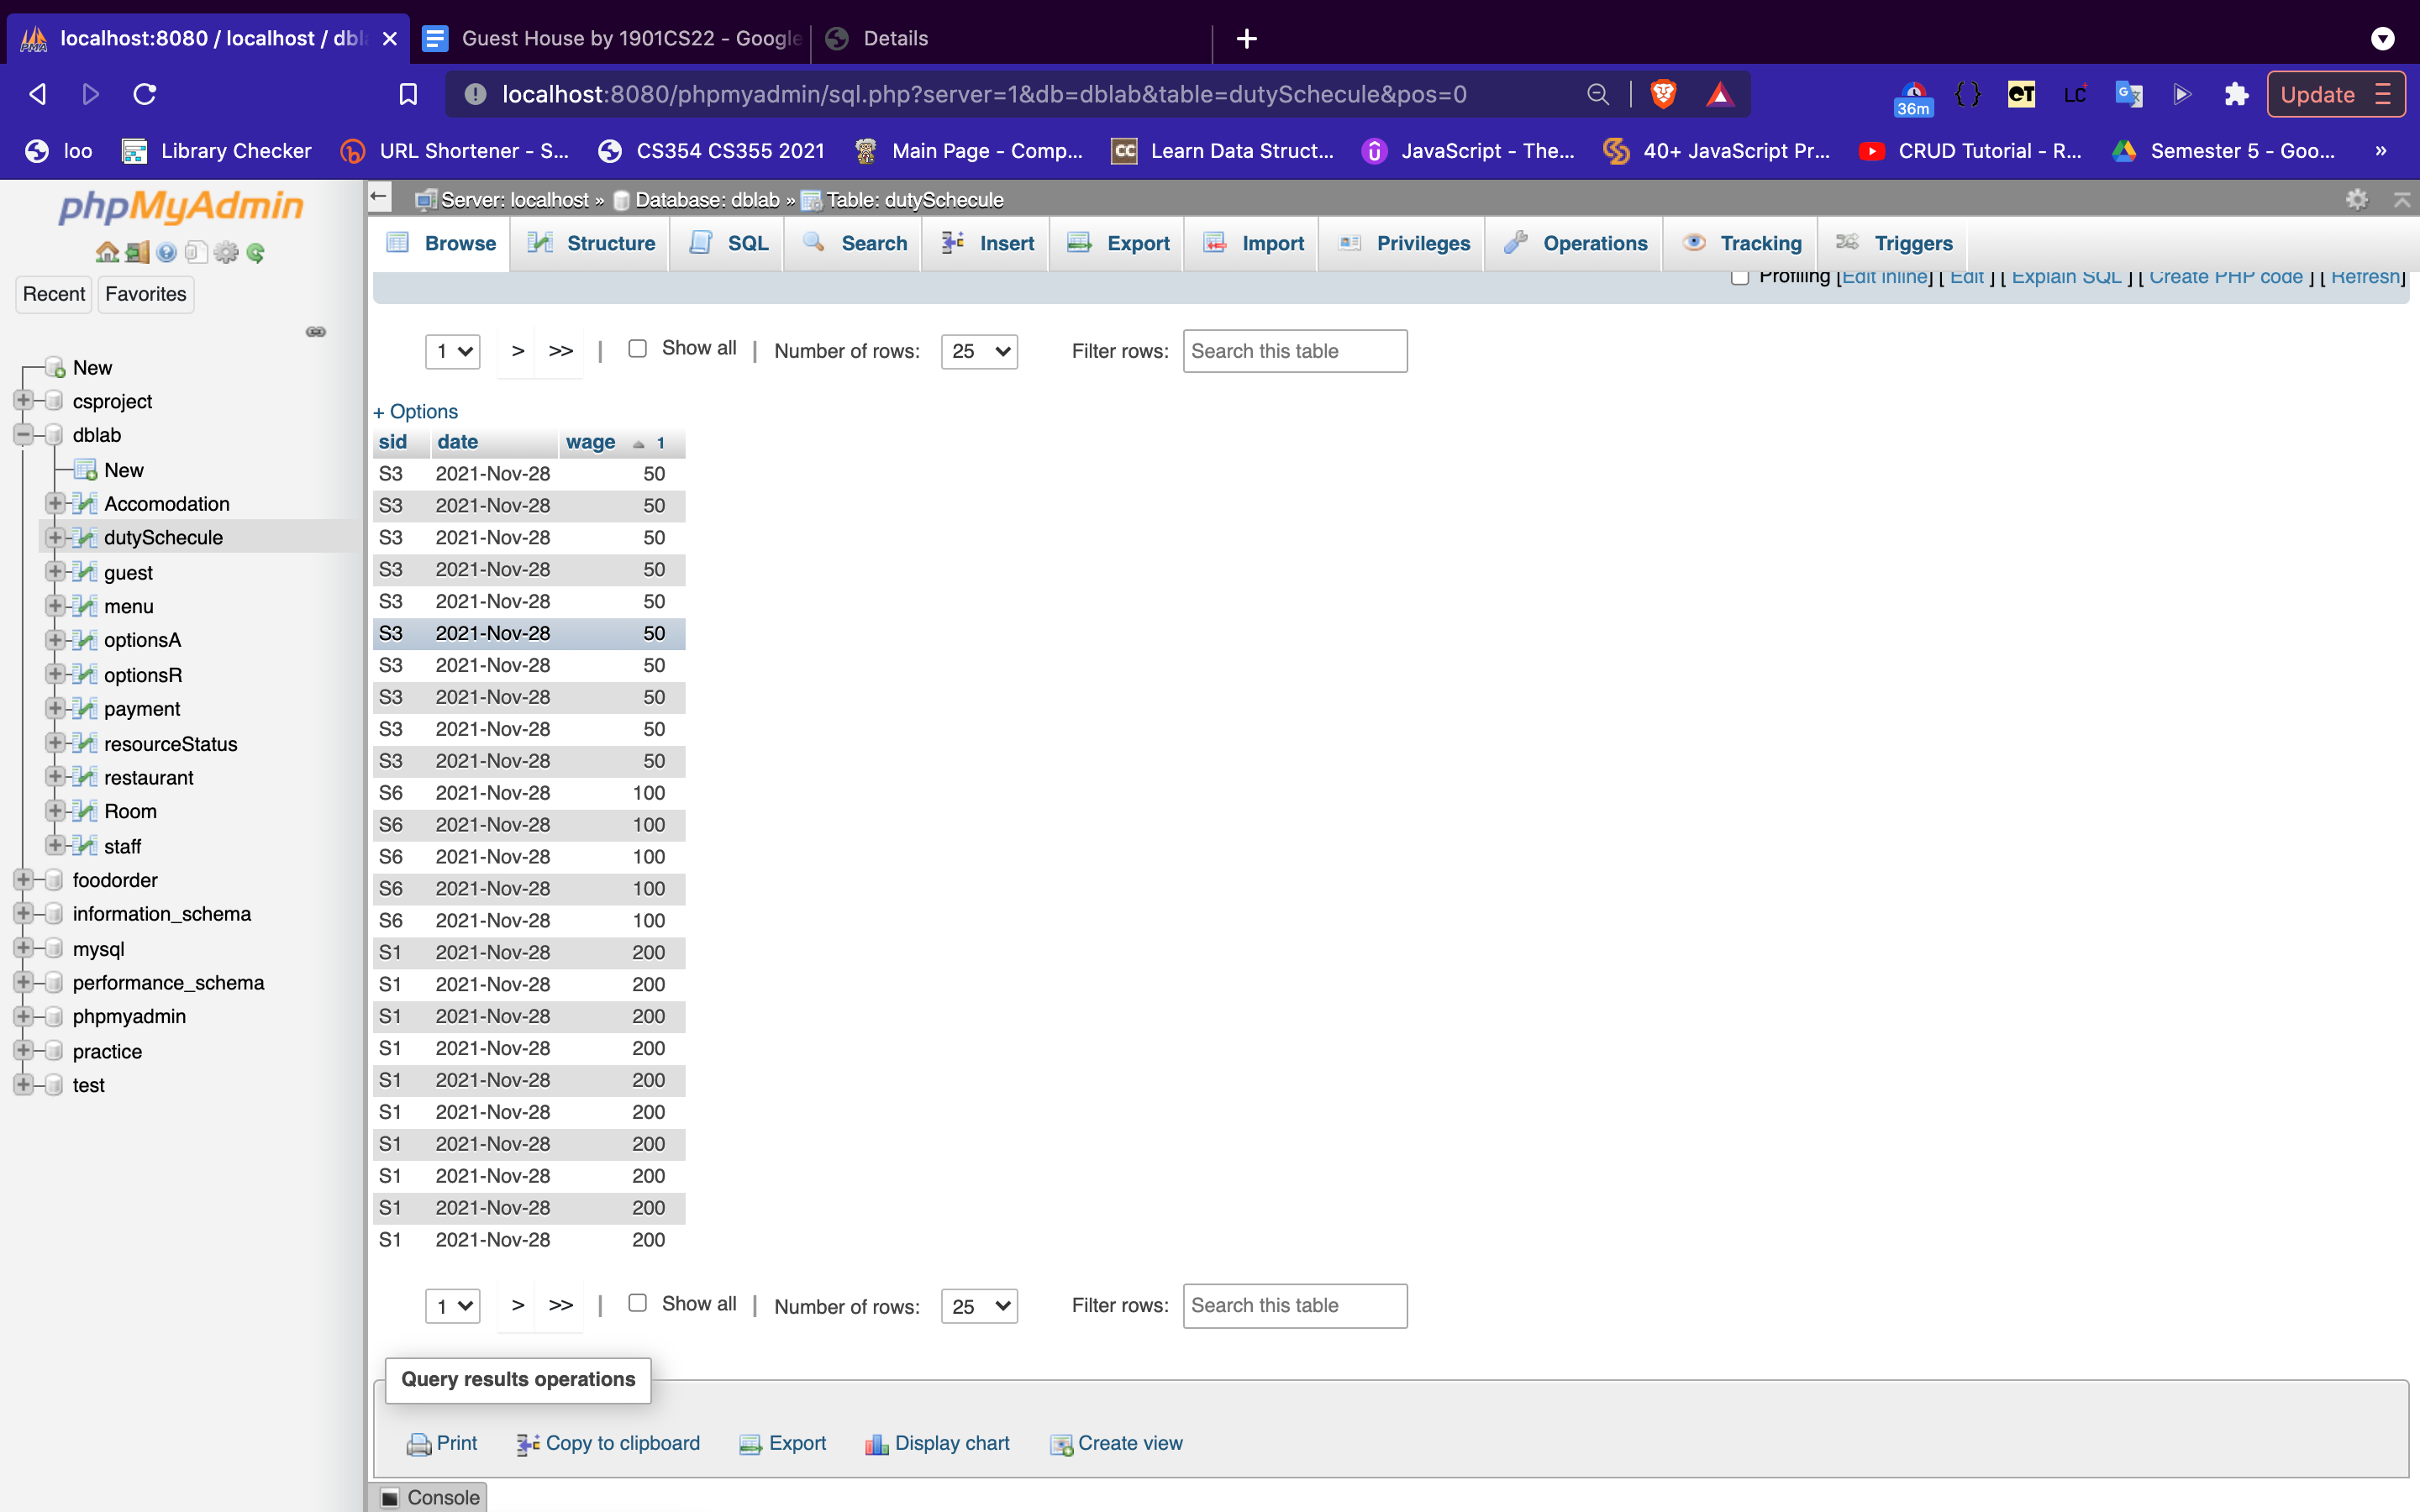 localhost:8080 / localhost / dbl
Guest House by 1901CS22 - Google
Details
localhost:8080/phpmyadmin/sql.php?server=1&db=dblab&table=dutySchecule&pos=0
36m
CT
LC
Update
loo
Library Checker
URL Shortener - S...
CS354 CS355 2021
Main Page - Comp...
CC
Learn Data Struct...
JavaScript - The...
40+ JavaScript Pr...
CRUD Tutorial - R...
Semester 5 - Goo...
»
phpMyAdmin
Server: localhost » Database: dblab » Table: dutySchecule
Browse
Structure
SQL
Search
Insert
Export
Import
Privileges
Operations
Tracking
Triggers
Recent
Favorites
Profiling [Edit inline] [ Edit ] [ Explain SQL ] [ Create PHP code ] [ Refresh]
New
csproject
dblab
New
Accomodation
dutySchecule
guest
menu
optionsA
optionsR
payment
resourceStatus
restaurant
Room
staff
foodorder
information_schema
mysql
performance_schema
phpmyadmin
practice
test
1 > >> | Show all | Number of rows: 25 Filter rows: Search this table
+ Options
sid date wage 1
S3 2021-Nov-28 50
S3 2021-Nov-28 50
S3 2021-Nov-28 50
S3 2021-Nov-28 50
S3 2021-Nov-28 50
S3 2021-Nov-28 50
S3 2021-Nov-28 50
S3 2021-Nov-28 50
S3 2021-Nov-28 50
S3 2021-Nov-28 50
S6 2021-Nov-28 100
S6 2021-Nov-28 100
S6 2021-Nov-28 100
S6 2021-Nov-28 100
S6 2021-Nov-28 100
S1 2021-Nov-28 200
S1 2021-Nov-28 200
S1 2021-Nov-28 200
S1 2021-Nov-28 200
S1 2021-Nov-28 200
S1 2021-Nov-28 200
S1 2021-Nov-28 200
S1 2021-Nov-28 200
S1 2021-Nov-28 200
S1 2021-Nov-28 200
1 > >> | Show all | Number of rows: 25 Filter rows: Search this table
Query results operations
Print
Copy to clipboard
Export
Display chart
Create view
Console